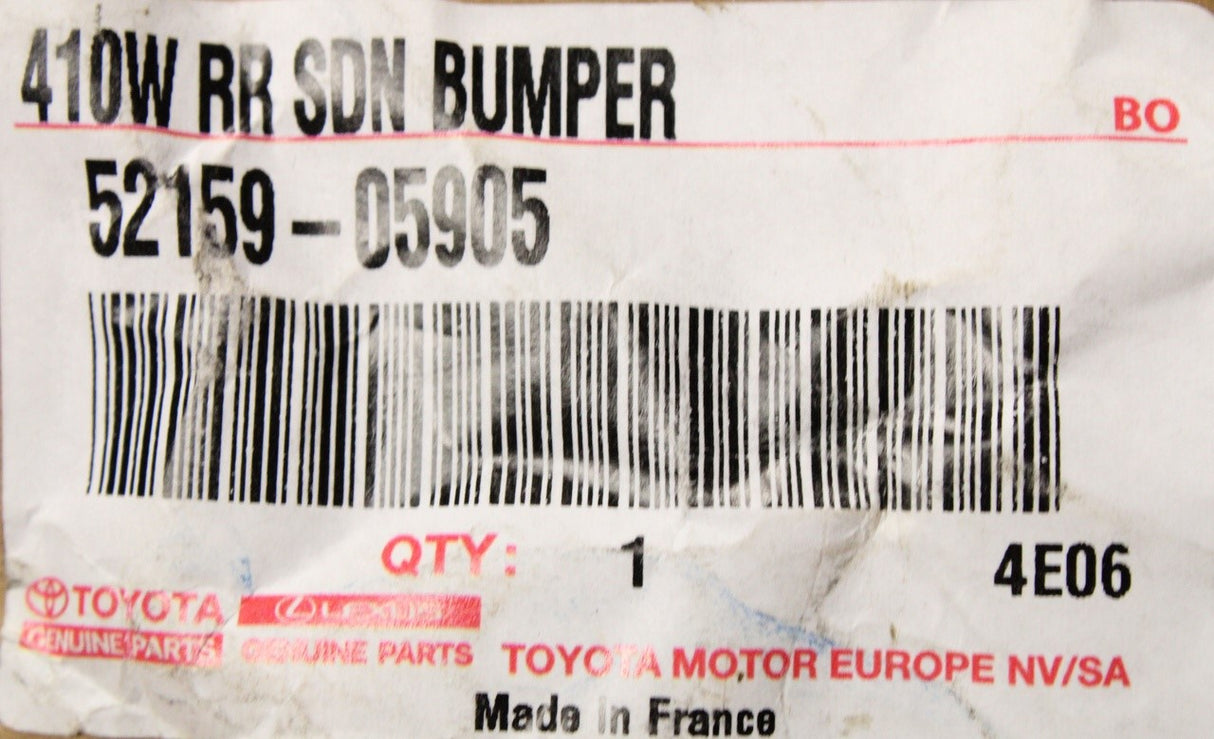 410W RR SDN BUMPER
BO
52159-05905
QTY: 1 4E06
TOYOTA LEXUS
GENUINE PARTS GENUINE PARTS
TOYOTA MOTOR EUROPE NV/SA
Made in France